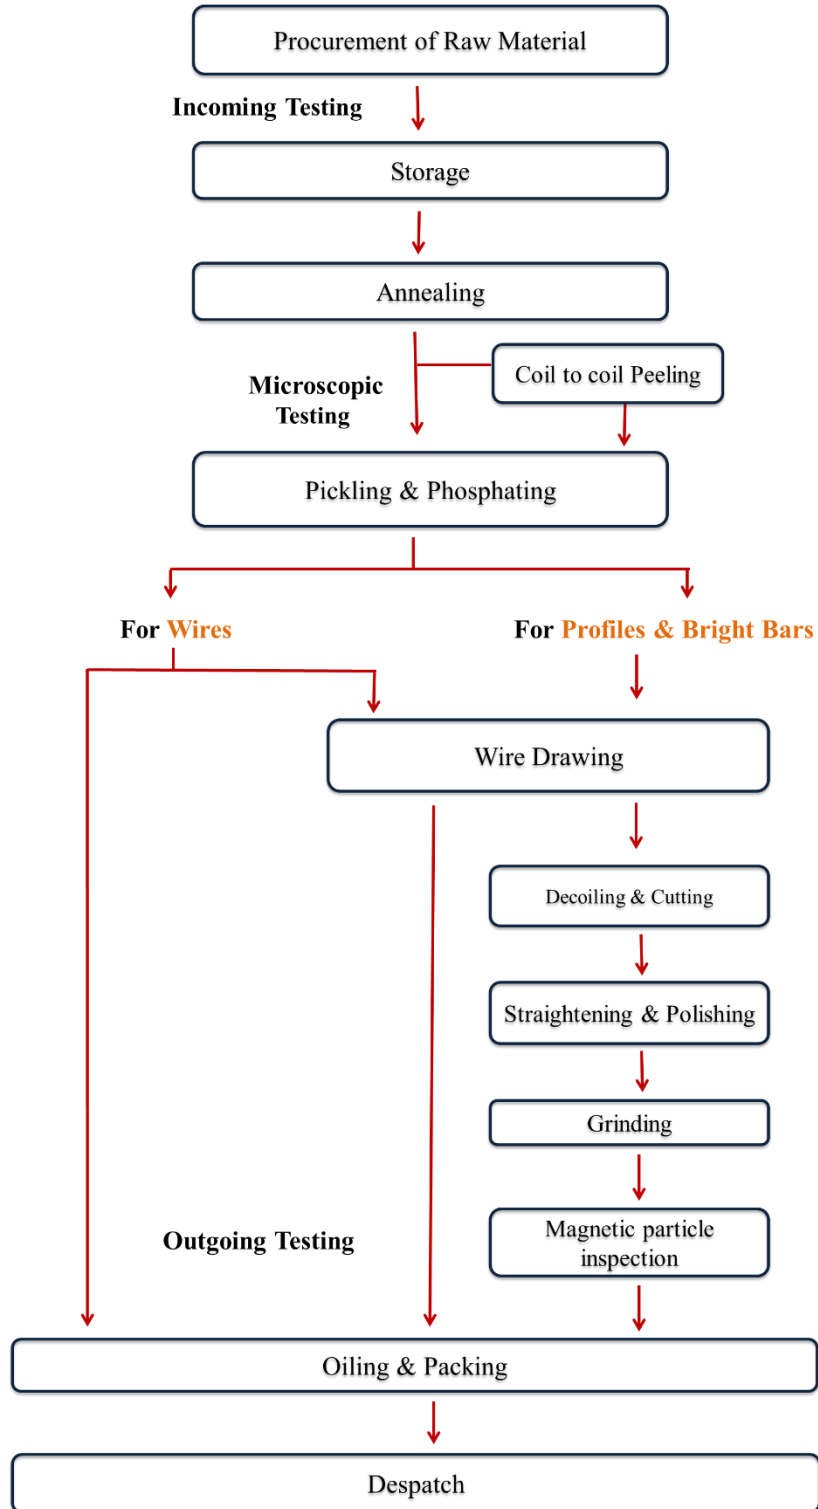 Procurement of Raw Material
Incoming Testing
Storage
Annealing
Coil to coil Peeling
Microscopic
Testing
Pickling & Phosphating
For Wires
For Profiles & Bright Bars
Wire Drawing
Decoiling & Cutting
Straightening & Polishing
Grinding
Magnetic particle
inspection
Outgoing Testing
Oiling & Packing
Despatch